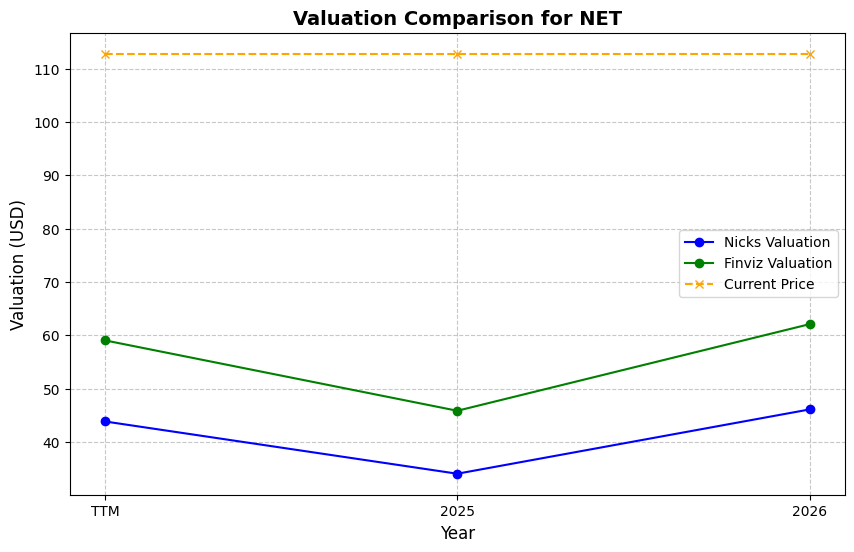 Valuation Comparison for NET
Valuation (USD)
110
100
90
80
70
60
50
40
Nicks Valuation
Finviz Valuation
Current Price
TTM
2025
2026
Year